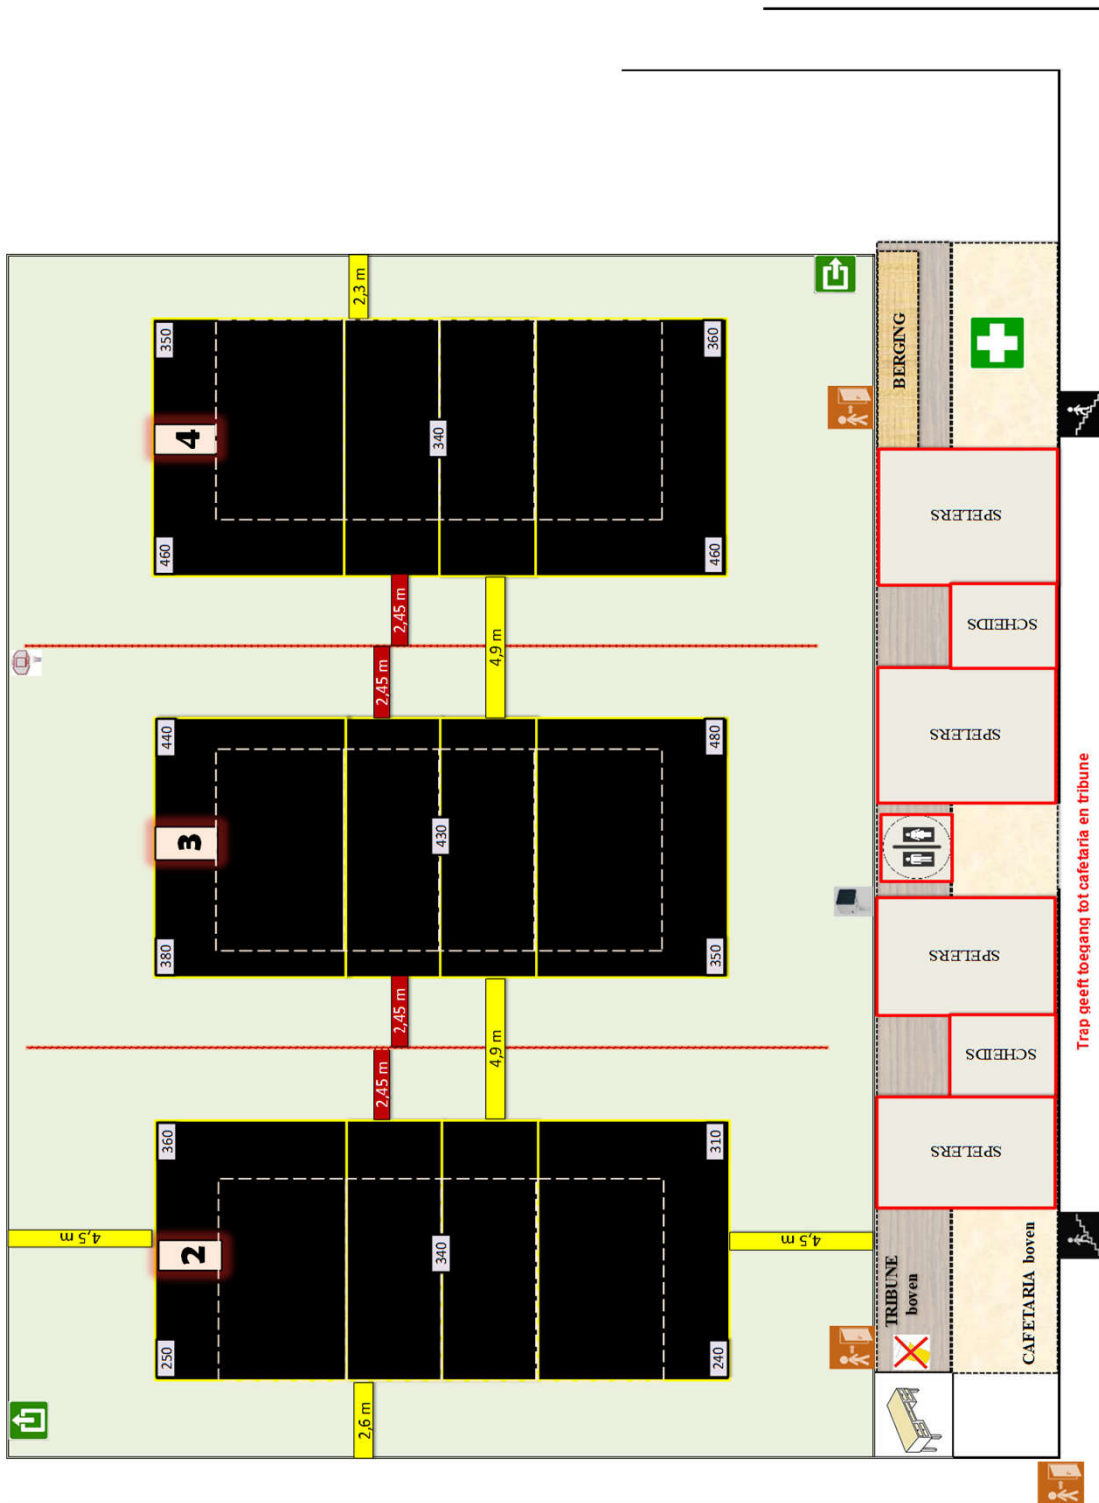 2,3 m
350
4
360
340
460
460
2,45 m
2,45 m
4,9 m
440
3
480
430
380
350
2,45 m
2,45 m
4,9 m
360
310
4,5 m
2
4,5 m
340
250
240
2,6 m
BERGING
SPELERS
SCHEIDS
SPELERS
SPELERS
SCHEIDS
SPELERS
TRIBUNE
boven
CAFETARIA boven
Trap geeft toegang tot cafetaria en tribune